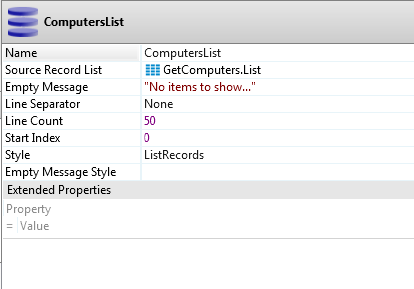 ComputersList
Name ComputersList
Source Record List GetComputers.List
Empty Message "No items to show..."
Line Separator None
Line Count 50
Start Index 0
Style ListRecords
Empty Message Style
Extended Properties
Property
= Value